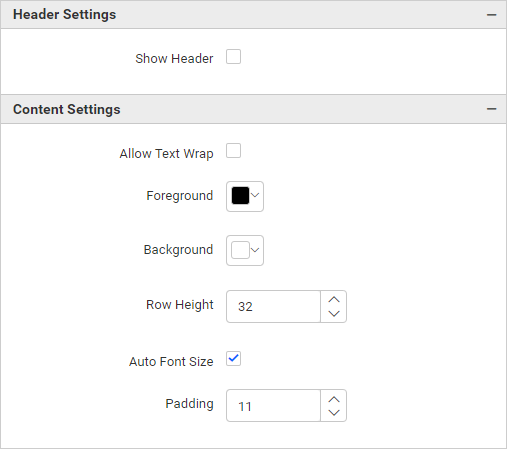 Header Settings
Show Header
Content Settings
Allow Text Wrap
Foreground
Background
Row Height 32
Auto Font Size
Padding 11